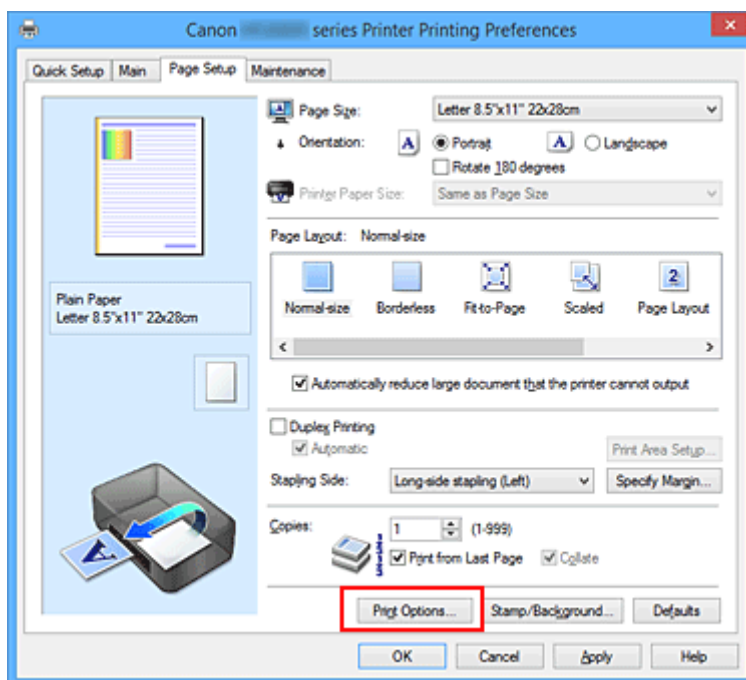 Canon series Printer Printing Preferences
Quick Setup Main Page Setup Maintenance
Page Size: Letter 8.5"x11" 22x28cm
Orientation: A Portrait A Landscape
Rotate 180 degrees
Printer Paper Size: Same as Page Size
Page Layout: Normal-size
2
Normal-size Borderless Fit-to-Page Scaled Page Layout
Plain Paper
Letter 8.5"x11" 22x28cm
Automatically reduce large document that the printer cannot output
Duplex Printing
Automatic Print Area Setup...
Stapling Side: Long-side stapling (Left) Specify Margin...
Copies: 1 (1-999)
Print from Last Page Collate
A
Print Options... Stamp/Background... Defaults
OK Cancel Apply Help